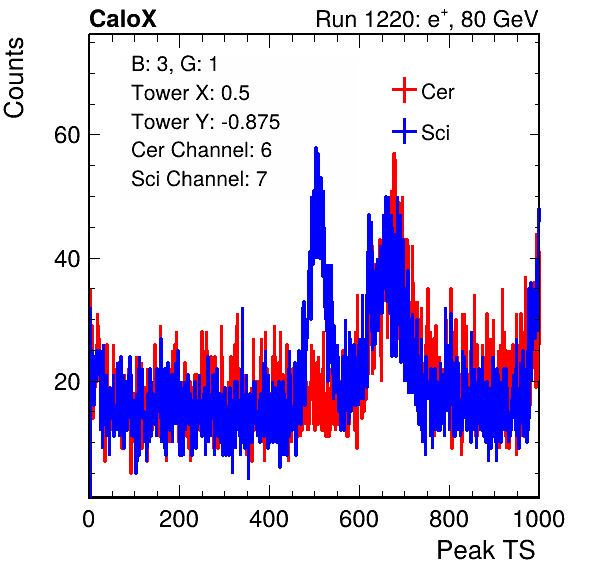 CaloX Run 1220: e+, 80 GeV
Counts
B: 3, G: 1
Tower X: 0.5
Tower Y: -0.875
Cer Channel: 6
Sci Channel: 7
Cer
Sci
60
40
20
0 200 400 600 800 1000
Peak TS